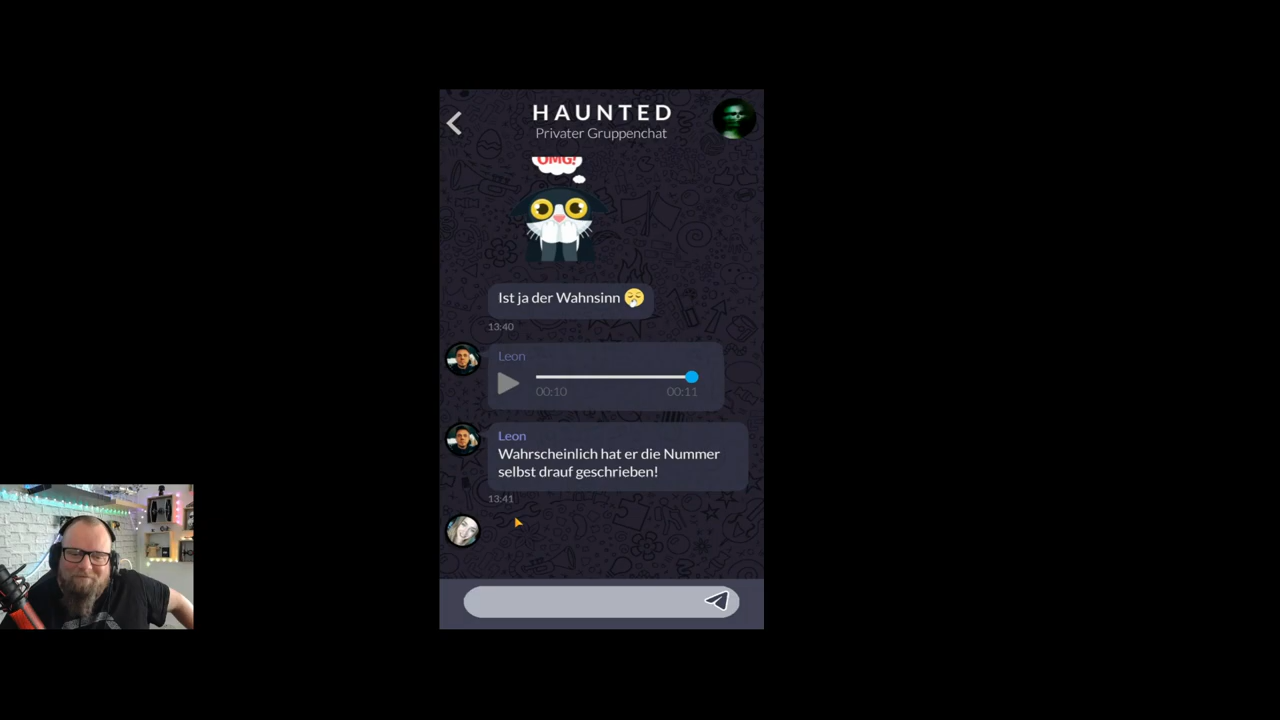 HAUNTED
Privater Gruppenchat
OMG!
Ist ja der Wahnsinn 😤
13:40
Leon
00:10 00:11
Leon
Wahrscheinlich hat er die Nummer
selbst drauf geschrieben!
13:41